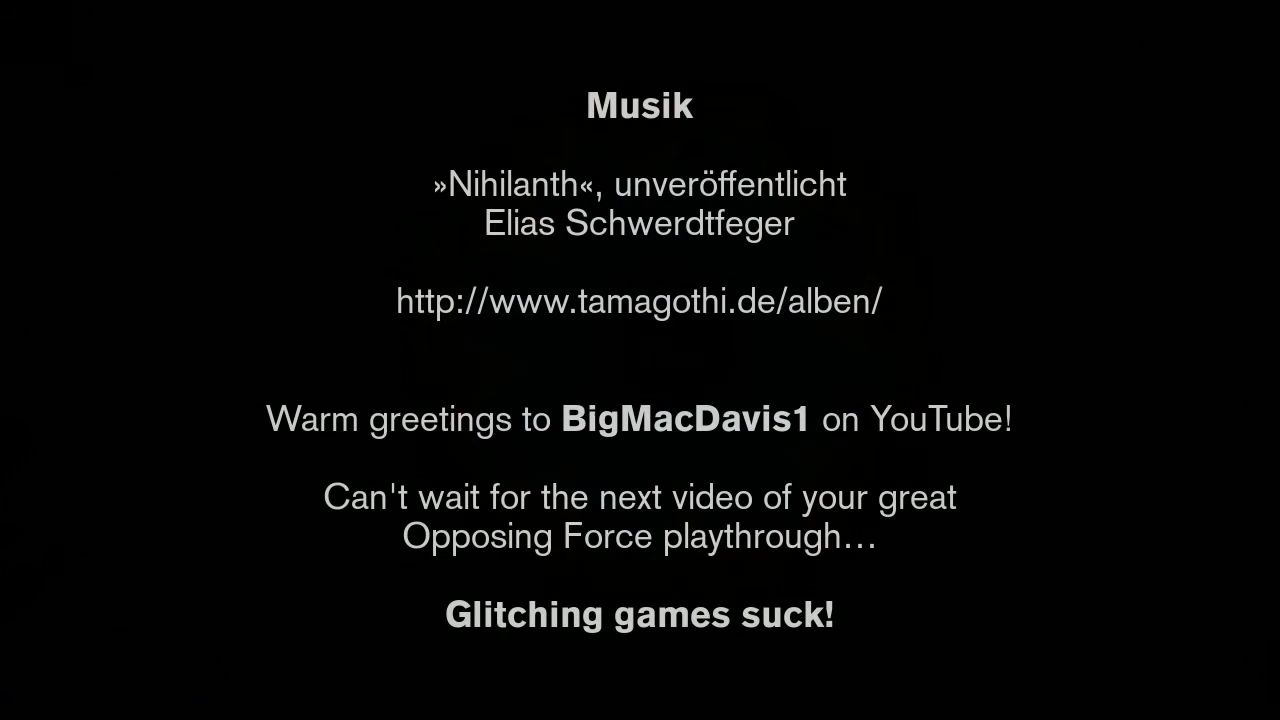 Musik
»Nihilanth«, unveröffentlicht
Elias Schwerdtfeger
http://www.tamagothi.de/alben/
Warm greetings to BigMacDavis1 on YouTube!
Can't wait for the next video of your great
Opposing Force playthrough…
Glitching games suck!